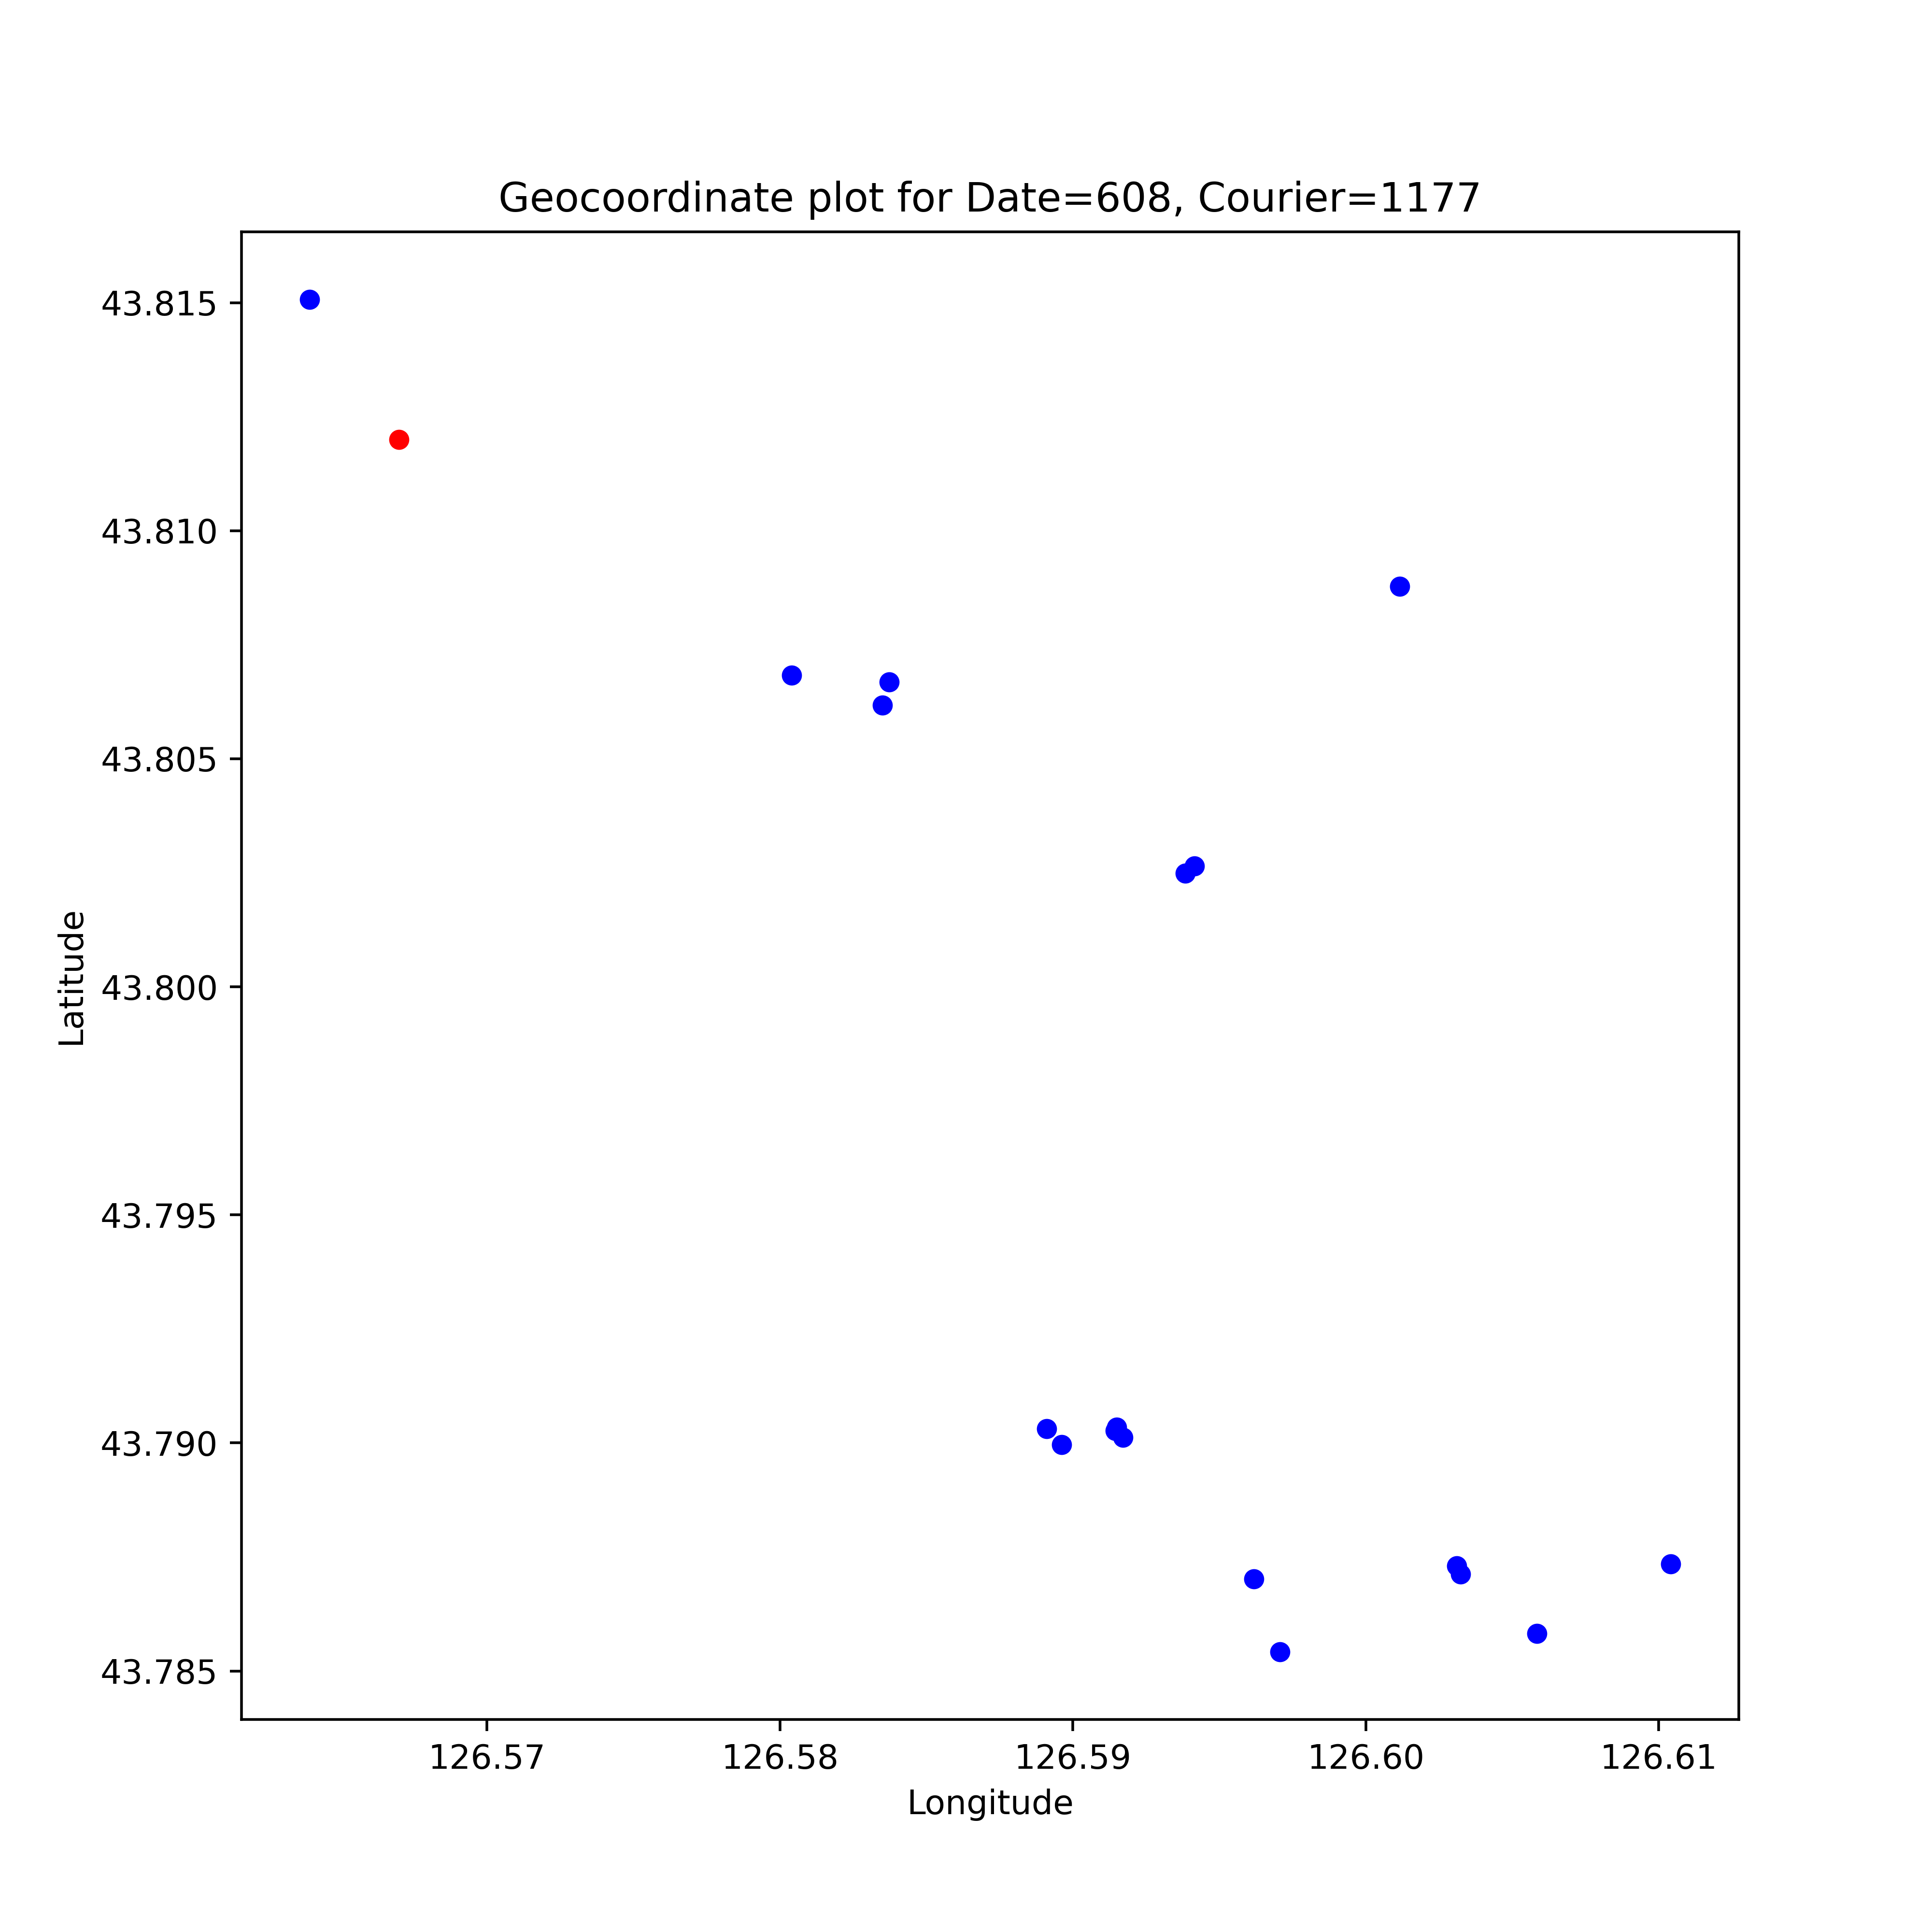 Geocoordinate plot for Date=608, Courier=1177
43.815
43.810
43.805
43.800
43.795
43.790
43.785
Latitude
126.57 126.58 126.59 126.60 126.61
Longitude